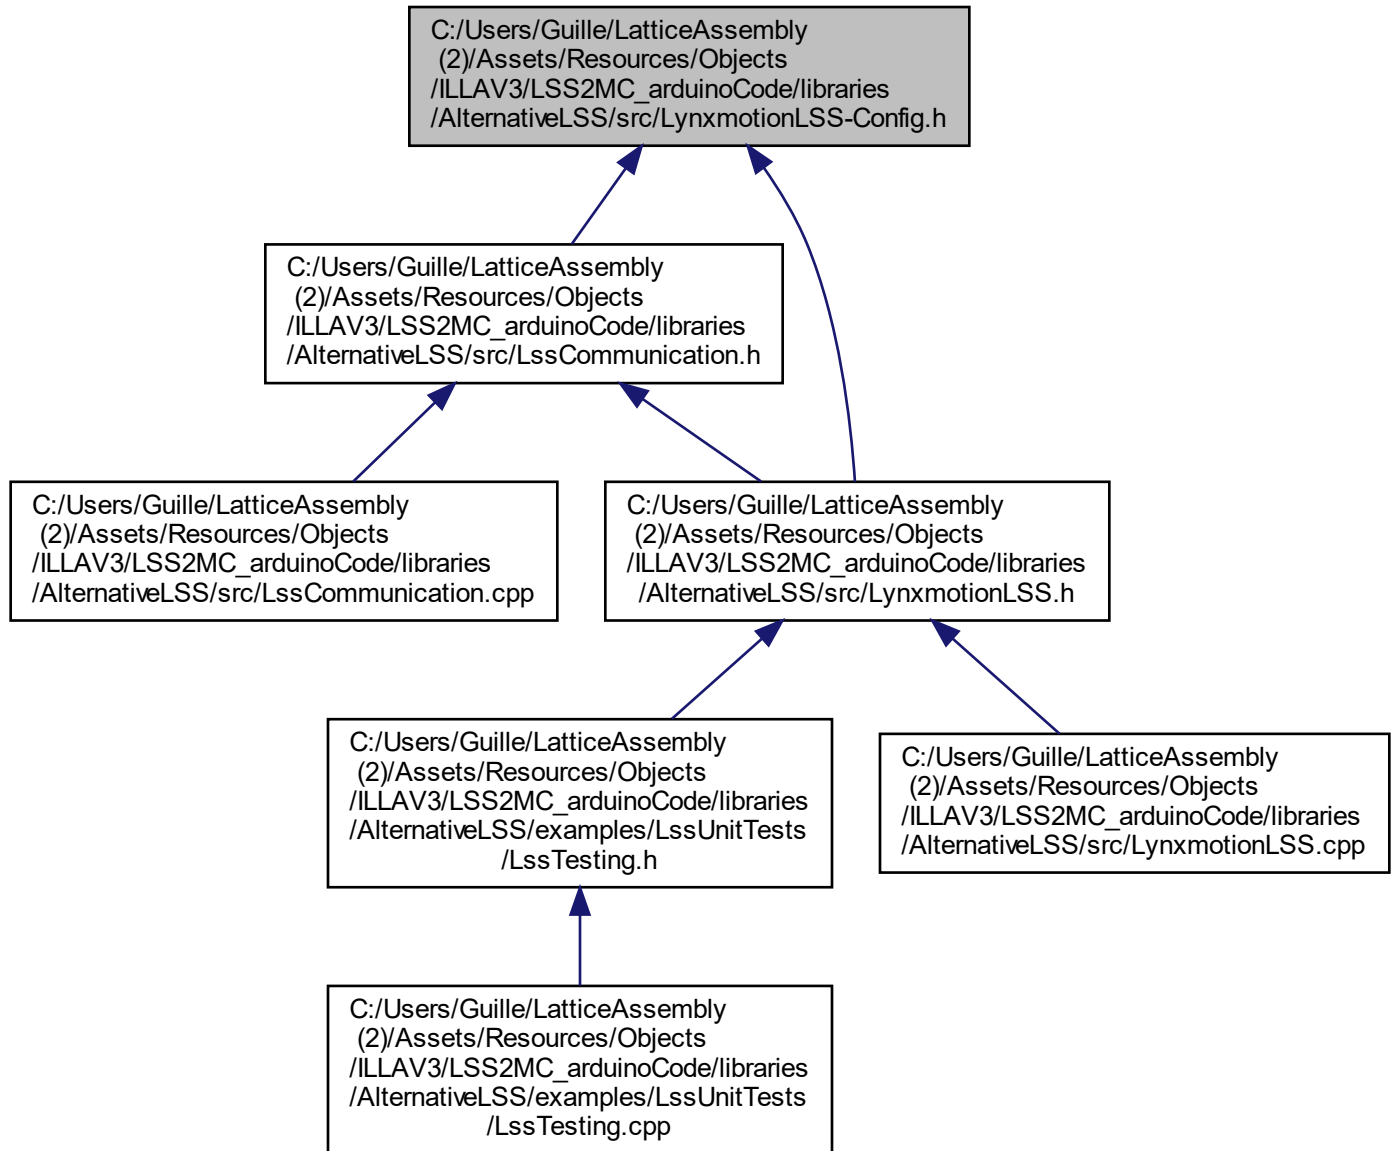 C:/Users/Guille/LatticeAssembly
(2)/Assets/Resources/Objects
/ILLAV3/LSS2MC_arduinoCode/libraries
/AlternativeLSS/src/LynxmotionLSS-Config.h
C:/Users/Guille/LatticeAssembly
(2)/Assets/Resources/Objects
/ILLAV3/LSS2MC_arduinoCode/libraries
/AlternativeLSS/src/LssCommunication.h
C:/Users/Guille/LatticeAssembly
(2)/Assets/Resources/Objects
/ILLAV3/LSS2MC_arduinoCode/libraries
/AlternativeLSS/src/LssCommunication.cpp
C:/Users/Guille/LatticeAssembly
(2)/Assets/Resources/Objects
/ILLAV3/LSS2MC_arduinoCode/libraries
/AlternativeLSS/src/LynxmotionLSS.h
C:/Users/Guille/LatticeAssembly
(2)/Assets/Resources/Objects
/ILLAV3/LSS2MC_arduinoCode/libraries
/AlternativeLSS/examples/LssUnitTests
/LssTesting.h
C:/Users/Guille/LatticeAssembly
(2)/Assets/Resources/Objects
/ILLAV3/LSS2MC_arduinoCode/libraries
/AlternativeLSS/src/LynxmotionLSS.cpp
C:/Users/Guille/LatticeAssembly
(2)/Assets/Resources/Objects
/ILLAV3/LSS2MC_arduinoCode/libraries
/AlternativeLSS/examples/LssUnitTests
/LssTesting.cpp